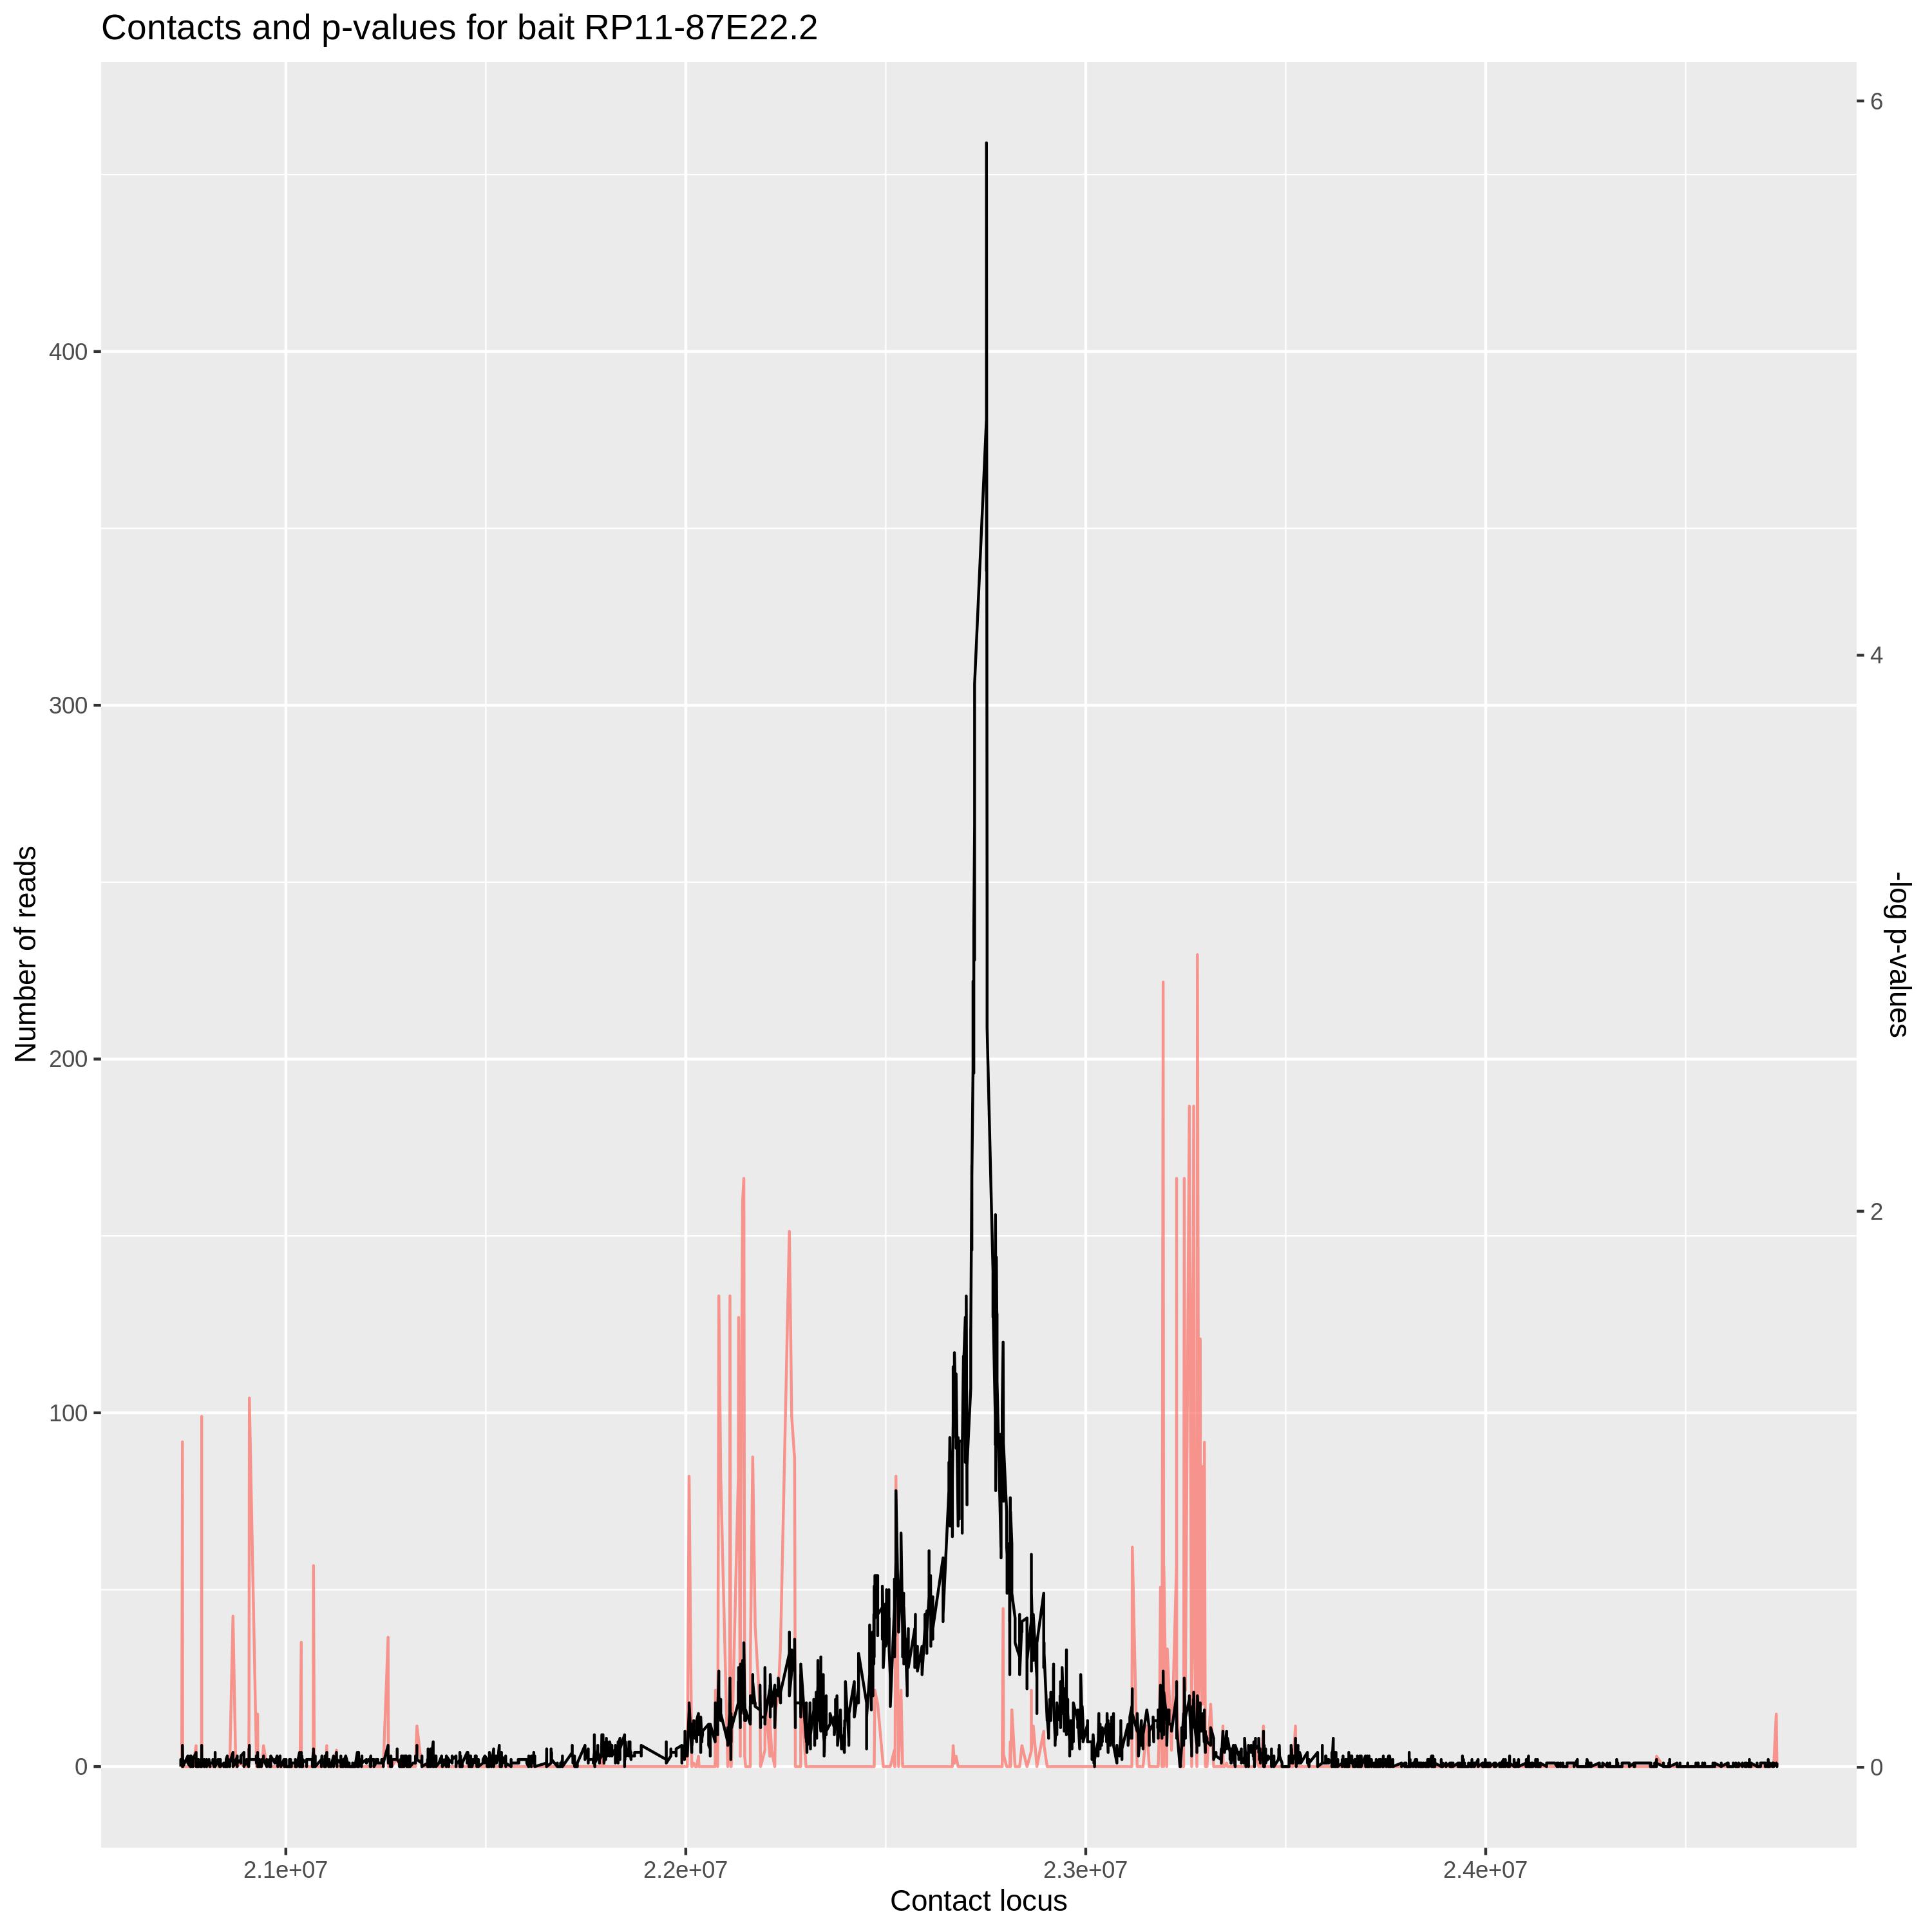 Contacts and p-values for bait RP11-87E22.2
6
400
4
300
Number of reads
-log p-values
200
2
100
0
0
2.1e+07
2.2e+07
2.3e+07
2.4e+07
Contact locus